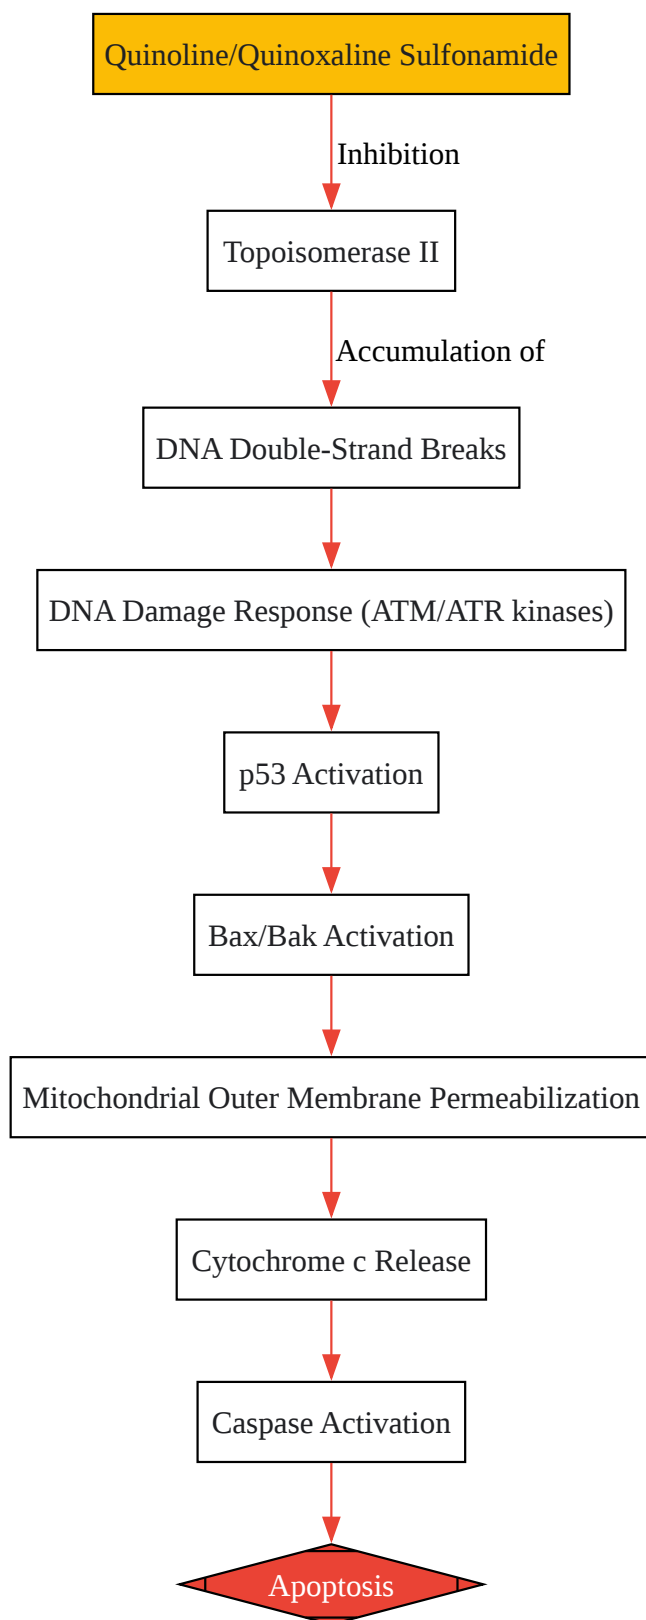 Quinoline/Quinoxaline Sulfonamide
Inhibition
Topoisomerase II
Accumulation of
DNA Double-Strand Breaks
DNA Damage Response (ATM/ATR kinases)
p53 Activation
Bax/Bak Activation
Mitochondrial Outer Membrane Permeabilization
Cytochrome c Release
Caspase Activation
Apoptosis